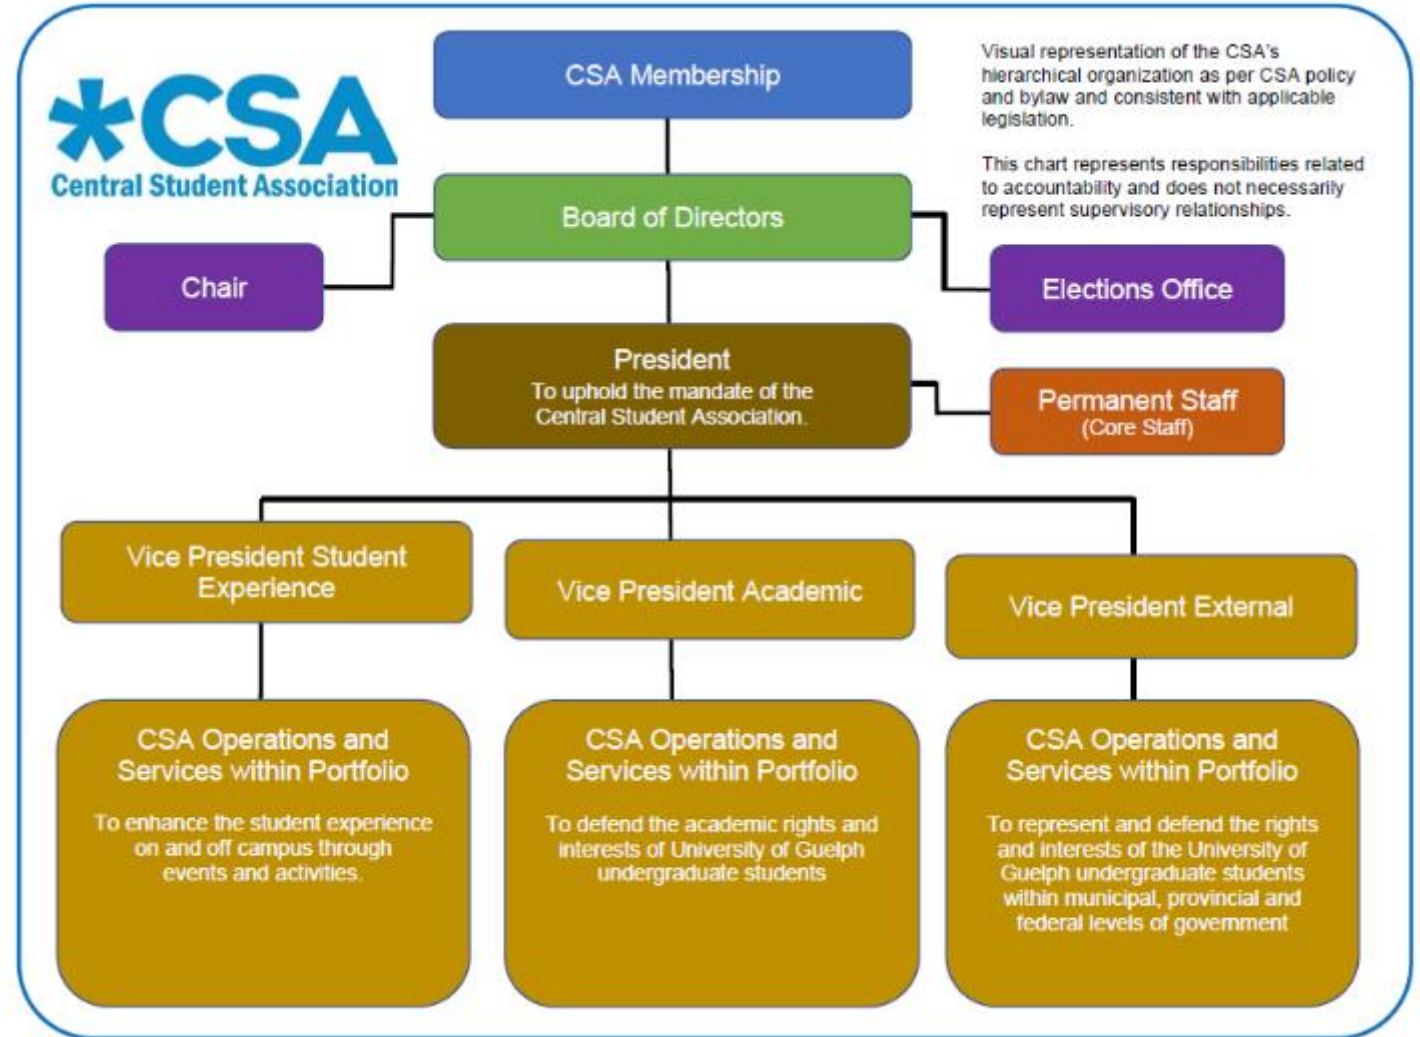 CSA Membership
Visual representation of the CSA's
hierarchical organization as per CSA policy
and bylaw and consistent with applicable
legislation.
This chart represents responsibilities related
to accountability and does not necessarily
represent supervisory relationships.
*CSA
Central Student Association
Board of Directors
Chair
Elections Office
President
To uphold the mandate of the
Central Student Association.
Permanent Staff
(Core Staff)
Vice President Student
Experience
Vice President Academic
Vice President External
CSA Operations and
Services within Portfolio
To enhance the student experience
on and off campus through
events and activities.
CSA Operations and
Services within Portfolio
To defend the academic rights and
interests of University of Guelph
undergraduate students
CSA Operations and
Services within Portfolio
To represent and defend the rights
and interests of the University of
Guelph undergraduate students
within municipal, provincial and
federal levels of government